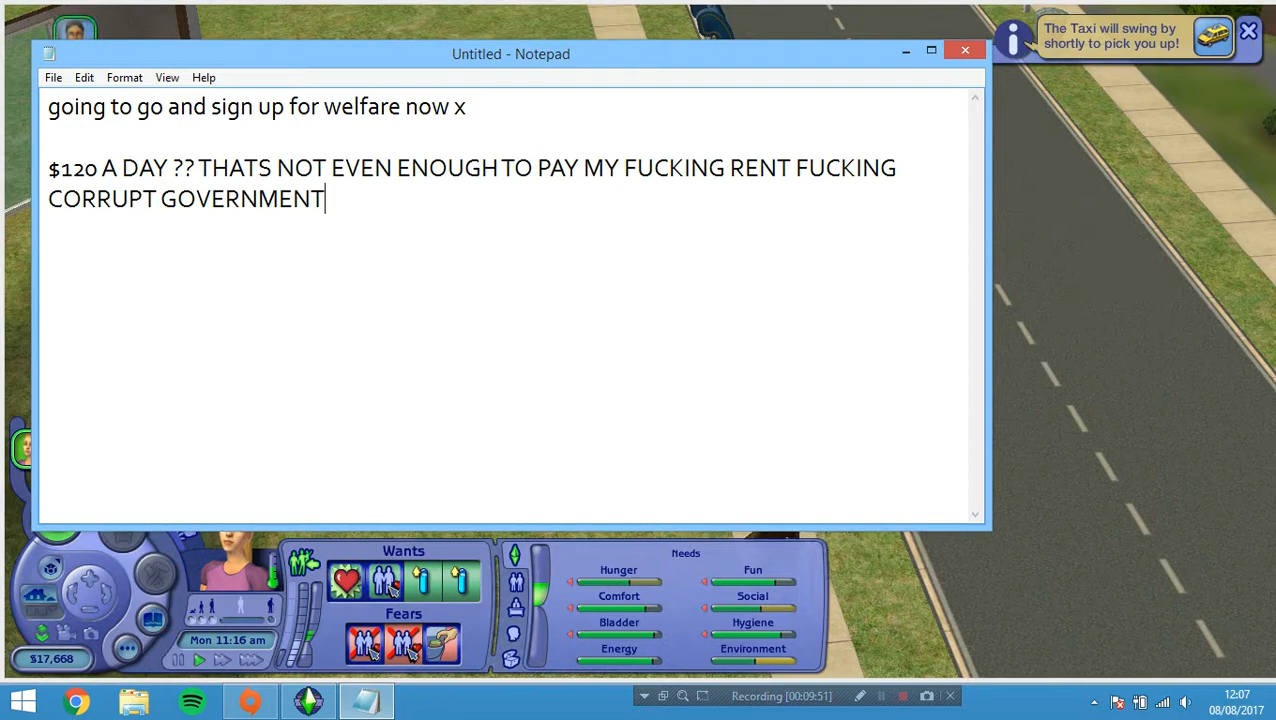 The Taxi will swing by
shortly to pick you up!
Untitled - Notepad
File Edit Format View Help
going to go and sign up for welfare now x
$120 A DAY ?? THATS NOT EVEN ENOUGH TO PAY MY FUCKING RENT FUCKING
CORRUPT GOVERNMENT
Wants
Fears
Needs
Hunger
Fun
Comfort
Social
Bladder
Hygiene
Energy
Environment
Mon 11:16 am
$17,668
Recording [00:09:51]
12:07
08/08/2017